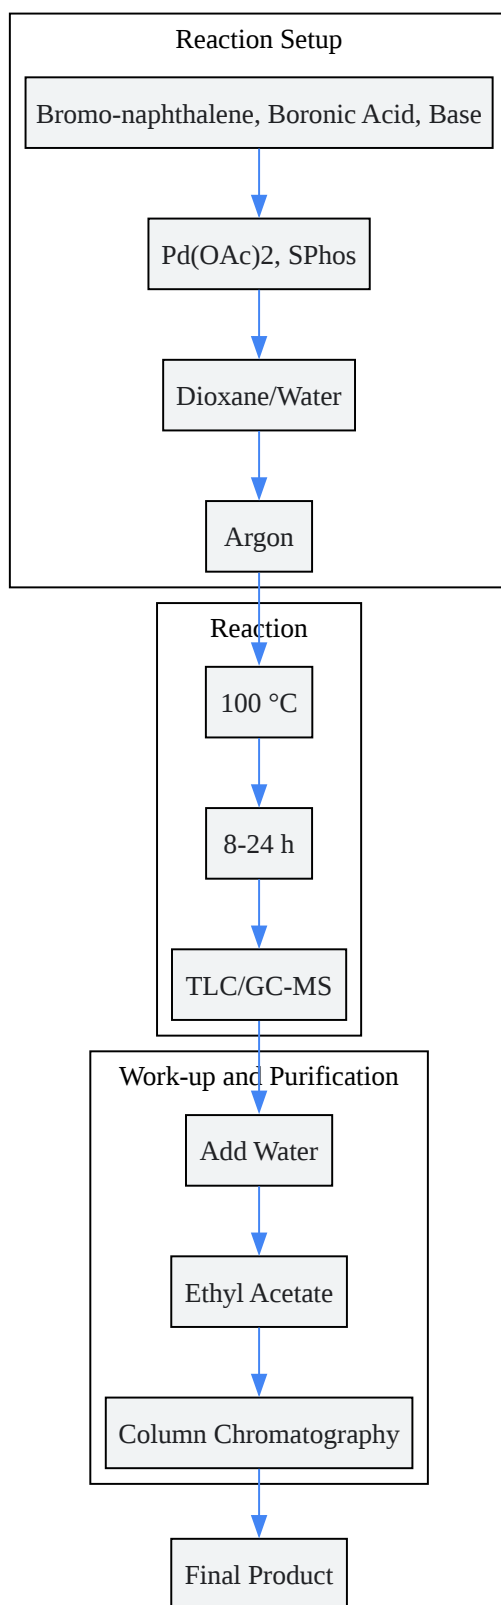 Reaction Setup
Bromo-naphthalene, Boronic Acid, Base
Pd(OAc)2, SPhos
Dioxane/Water
Argon
Reaction
100 °C
8-24 h
TLC/GC-MS
Work-up and Purification
Add Water
Ethyl Acetate
Column Chromatography
Final Product